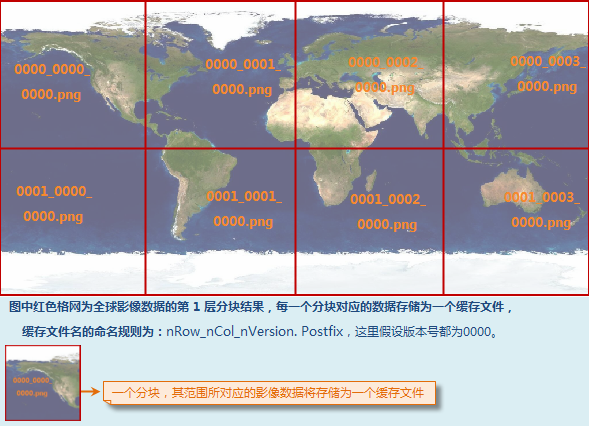 0000_0000_
0000.png
0000_0001_
0000.png
0000_0002_
0000.png
0000_0003_
0000.png
0001_0000_
0000.png
0001_0001_
0000.png
0001_0002_
0000.png
0001_0003_
0000.png
图中红色格网为全球影像数据的第 1 层分块结果，每一个分块对应的数据存储为一个缓存文件，
缓存文件名的命名规则为：nRow_nCol_nVersion. Postfix，这里假设版本号都为0000。
0000_0000_
0000.png
一个分块，其范围所对应的影像数据将存储为一个缓存文件